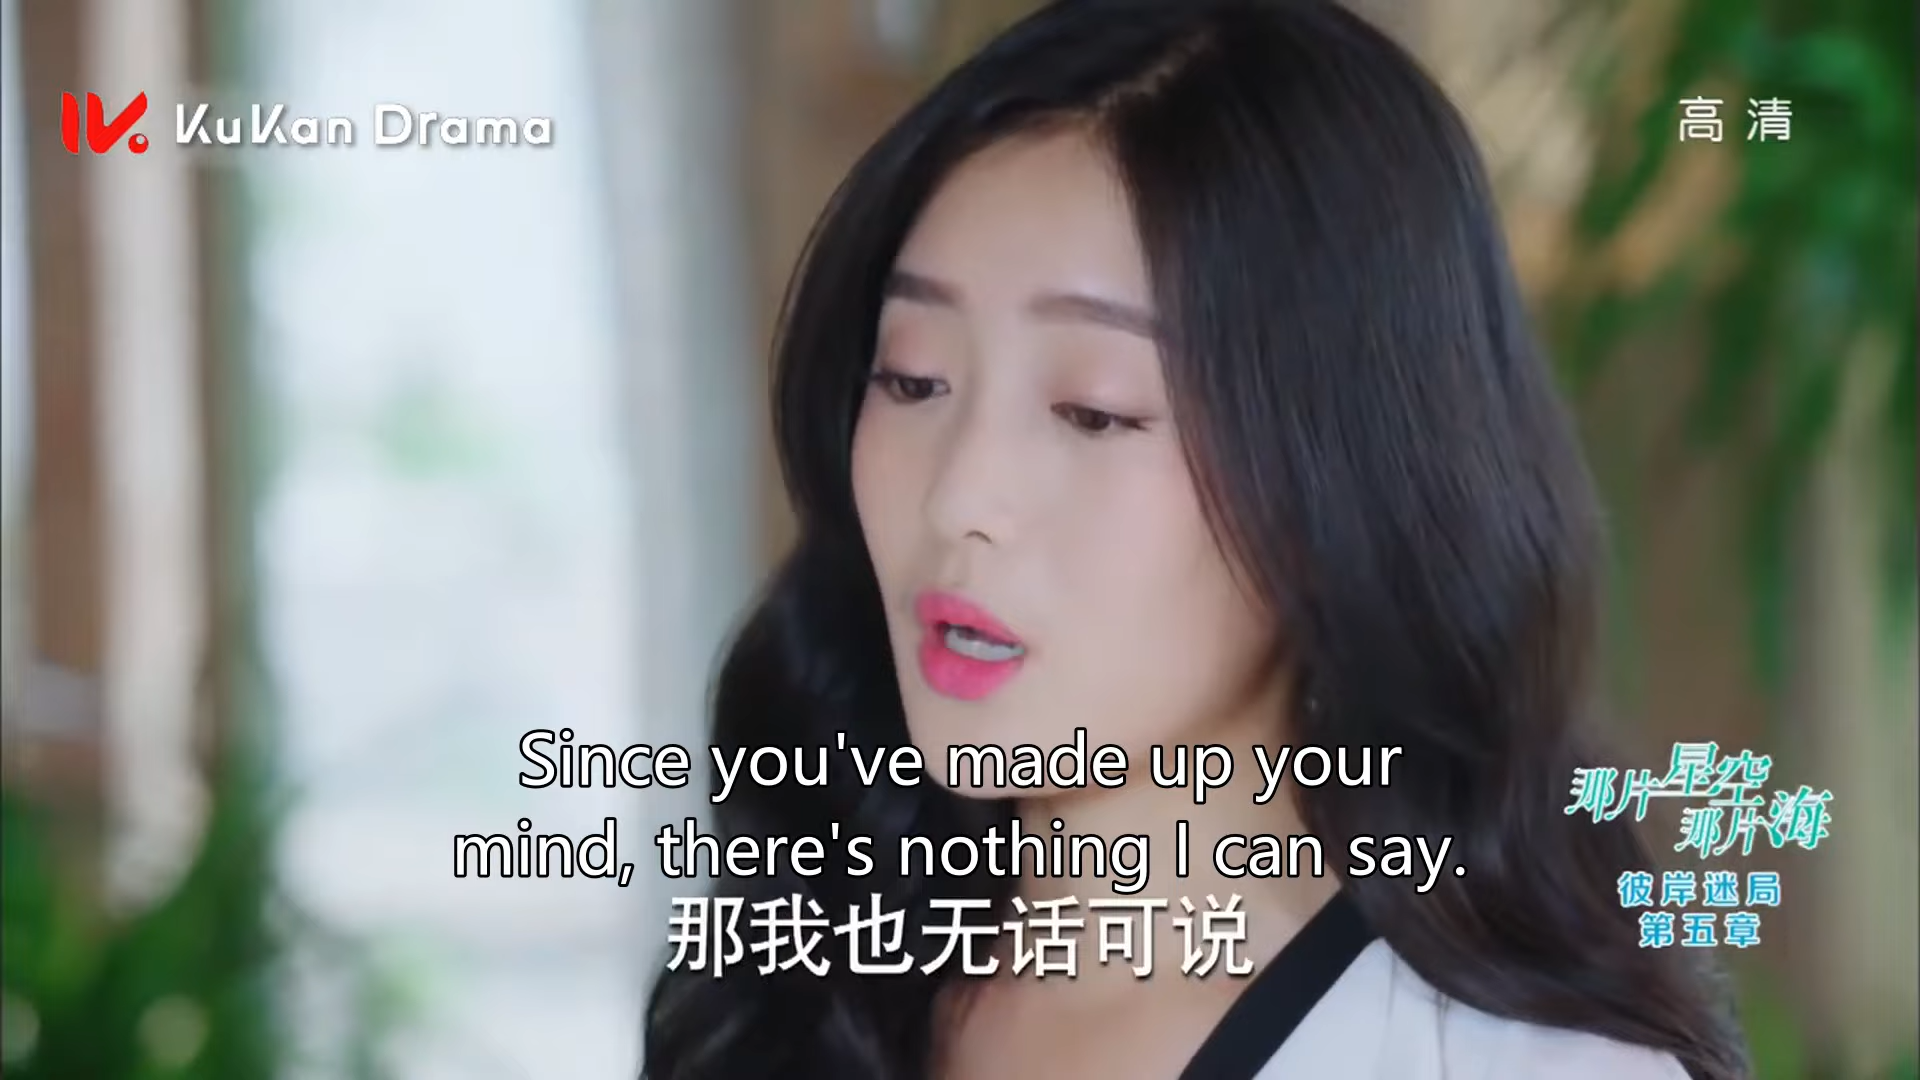 KuKan Drama
高清
Since you've made up your
mind, there's nothing I can say.
那我也无话可说
那片星空
那片海
彼岸迷局
第五章